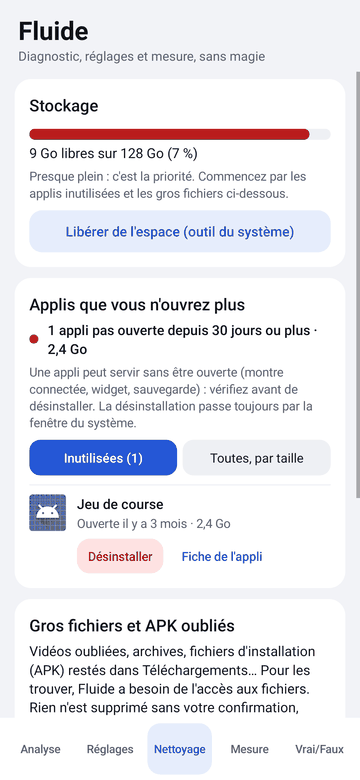 Fluide
Diagnostic, réglages et mesure, sans magie
Stockage
9 Go libres sur 128 Go (7 %)
Presque plein : c'est la priorité. Commencez par les
applis inutilisées et les gros fichiers ci-dessous.
Libérer de l'espace (outil du système)
Applis que vous n'ouvrez plus
1 appli pas ouverte depuis 30 jours ou plus ·
2,4 Go
Une appli peut servir sans être ouverte (montre
connectée, widget, sauvegarde) : vérifiez avant de
désinstaller. La désinstallation passe toujours par la
fenêtre du système.
Inutilisées (1)
Toutes, par taille
Jeu de course
Ouverte il y a 3 mois · 2,4 Go
Désinstaller
Fiche de l'appli
Gros fichiers et APK oubliés
Vidéos oubliées, archives, fichiers d'installation
(APK) restés dans Téléchargements… Pour les
trouver, Fluide a besoin de l'accès aux fichiers.
Rien n'est supprimé sans votre confirmation,
Analyse
Réglages
Nettoyage
Mesure
Vrai/Faux